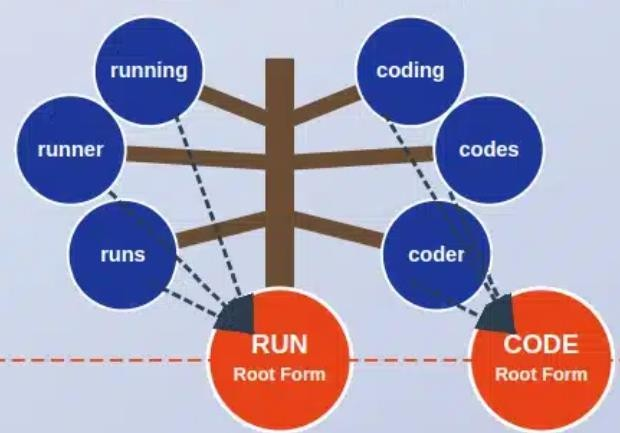 running
coding
runner
codes
runs
coder
RUN
Root Form
CODE
Root Form